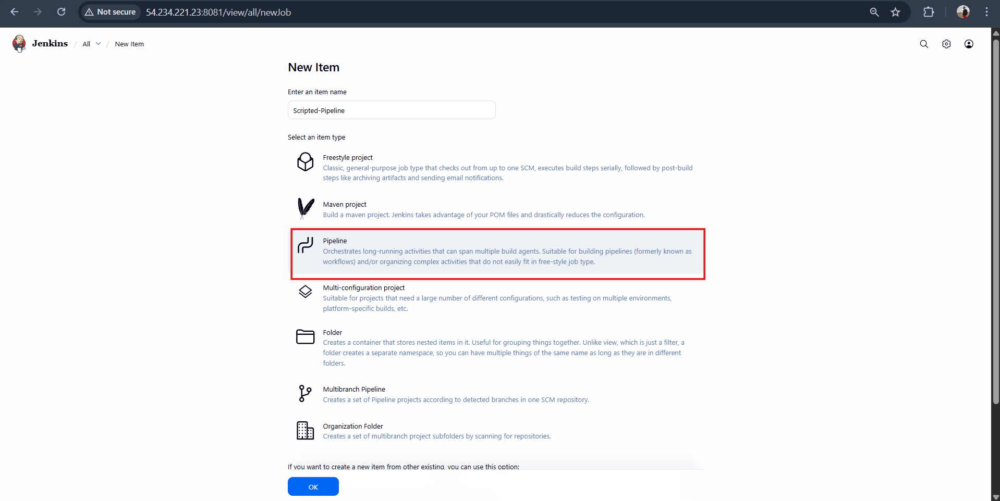 Not secure 54.234.221.23:8081/view/all/newJob
Jenkins / All / New Item
New Item
Enter an item name
Scripted-Pipeline
Select an item type
Freestyle project
Classic, general-purpose job type that checks out from up to one SCM, executes build steps serially, followed by post-build
steps like archiving artifacts and sending email notifications.
Maven project
Build a maven project. Jenkins takes advantage of your POM files and drastically reduces the configuration.
Pipeline
Orchestrates long-running activities that can span multiple build agents. Suitable for building pipelines (formerly known as
workflows) and/or organizing complex activities that do not easily fit in free-style job type.
Multi-configuration project
Suitable for projects that need a large number of different configurations, such as testing on multiple environments,
platform-specific builds, etc.
Folder
Creates a container that stores nested items in it. Useful for grouping things together. Unlike view, which is just a filter, a
folder creates a separate namespace, so you can have multiple things of the same name as long as they are in different
folders.
Multibranch Pipeline
Creates a set of Pipeline projects according to detected branches in one SCM repository.
Organization Folder
Creates a set of multibranch project subfolders by scanning for repositories.
If you want to create a new item from other existing, you can use this option:
OK